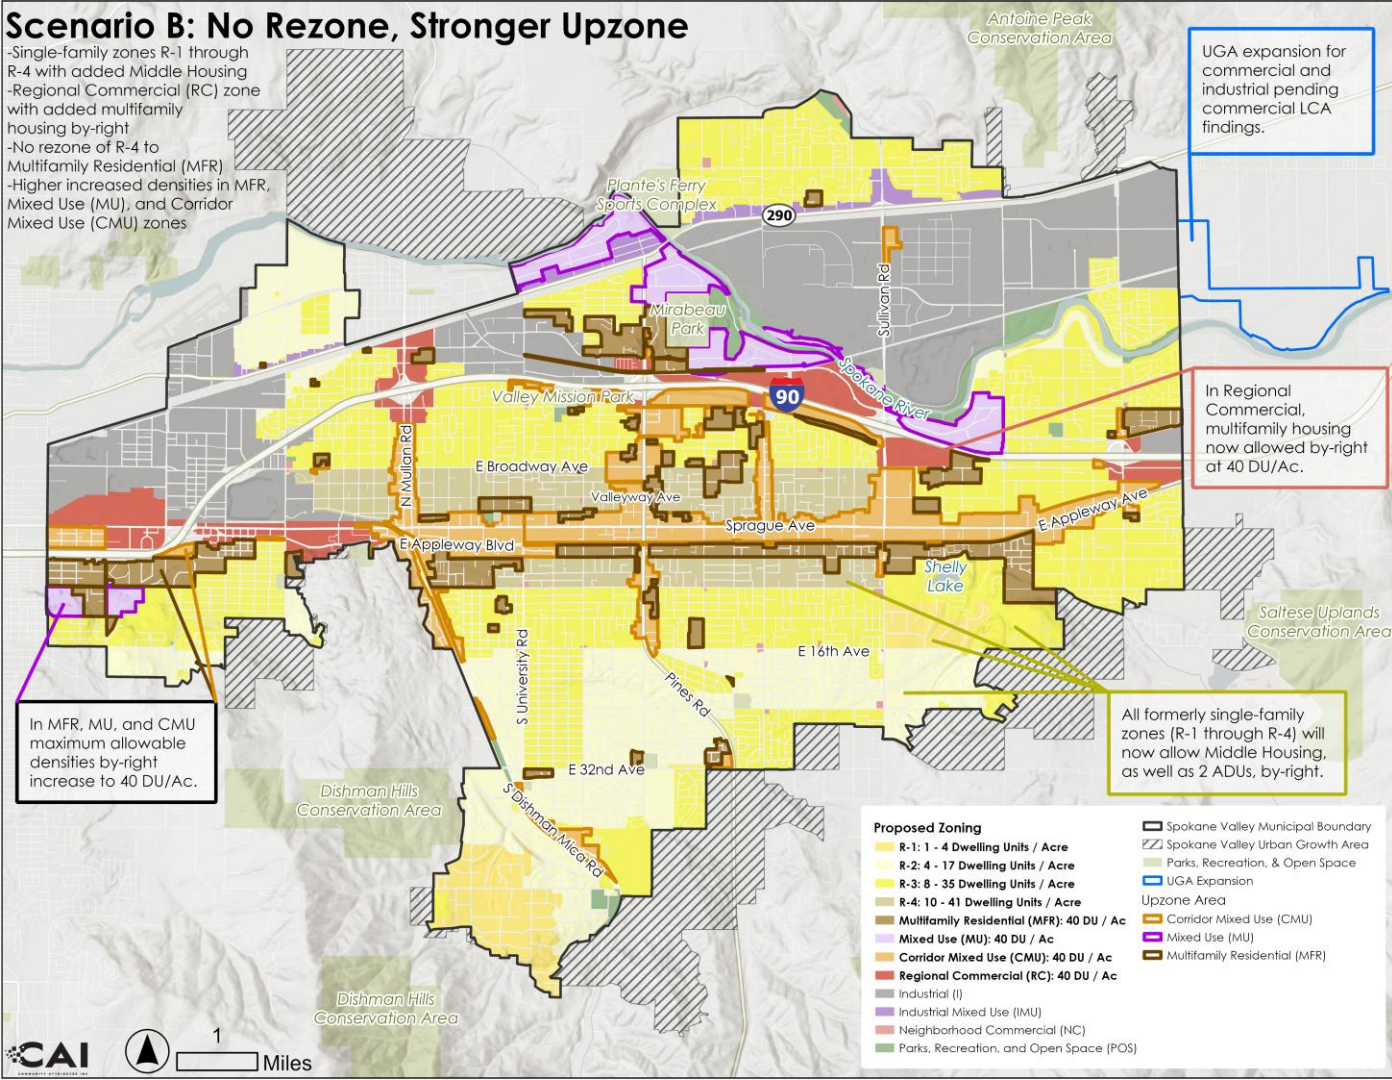 Scenario B: No Rezone, Stronger Upzone
-Single-family zones R-1 through
R-4 with added Middle Housing
-Regional Commercial (RC) zone
with added multifamily
housing by-right
-No rezone of R-4 to
Multifamily Residential (MFR)
-Higher increased densities in MFR,
Mixed Use (MU), and Corridor
Mixed Use (CMU) zones
Antoine Peak
Conservation Area
UGA expansion for
commercial and
industrial pending
commercial LCA
findings.
Plante's Ferry
Sports Complex
290
Sullivan Rd
Mirabeau
Park
Spokane River
Valley Mission Park
90
In Regional
Commercial,
multifamily housing
now allowed by-right
at 40 DU/Ac.
N Mullan Rd
E Broadway Ave
Valleyway Ave
Sprague Ave
E Appleway Ave
E Appleway Blvd
Shelly
Lake
Saltese Uplands
Conservation Area
S University Rd
E 16th Ave
Pines Rd
In MFR, MU, and CMU
maximum allowable
densities by-right
increase to 40 DU/Ac.
All formerly single-family
zones (R-1 through R-4) will
now allow Middle Housing,
as well as 2 ADUs, by-right.
E 32nd Ave
Dishman Hills
Conservation Area
S Dishman Mica Rd
Proposed Zoning
R-1: 1 - 4 Dwelling Units / Acre
R-2: 4 - 17 Dwelling Units / Acre
R-3: 8 - 35 Dwelling Units / Acre
R-4: 10 - 41 Dwelling Units / Acre
Multifamily Residential (MFR): 40 DU / Ac
Mixed Use (MU): 40 DU / Ac
Corridor Mixed Use (CMU): 40 DU / Ac
Regional Commercial (RC): 40 DU / Ac
Industrial (I)
Industrial Mixed Use (IMU)
Neighborhood Commercial (NC)
Parks, Recreation, and Open Space (POS)
Spokane Valley Municipal Boundary
Spokane Valley Urban Growth Area
Parks, Recreation, & Open Space
UGA Expansion
Upzone Area
Corridor Mixed Use (CMU)
Mixed Use (MU)
Multifamily Residential (MFR)
Dishman Hills
Conservation Area
CAI
COMMUNITY ATTRIBUTES INC
1
Miles